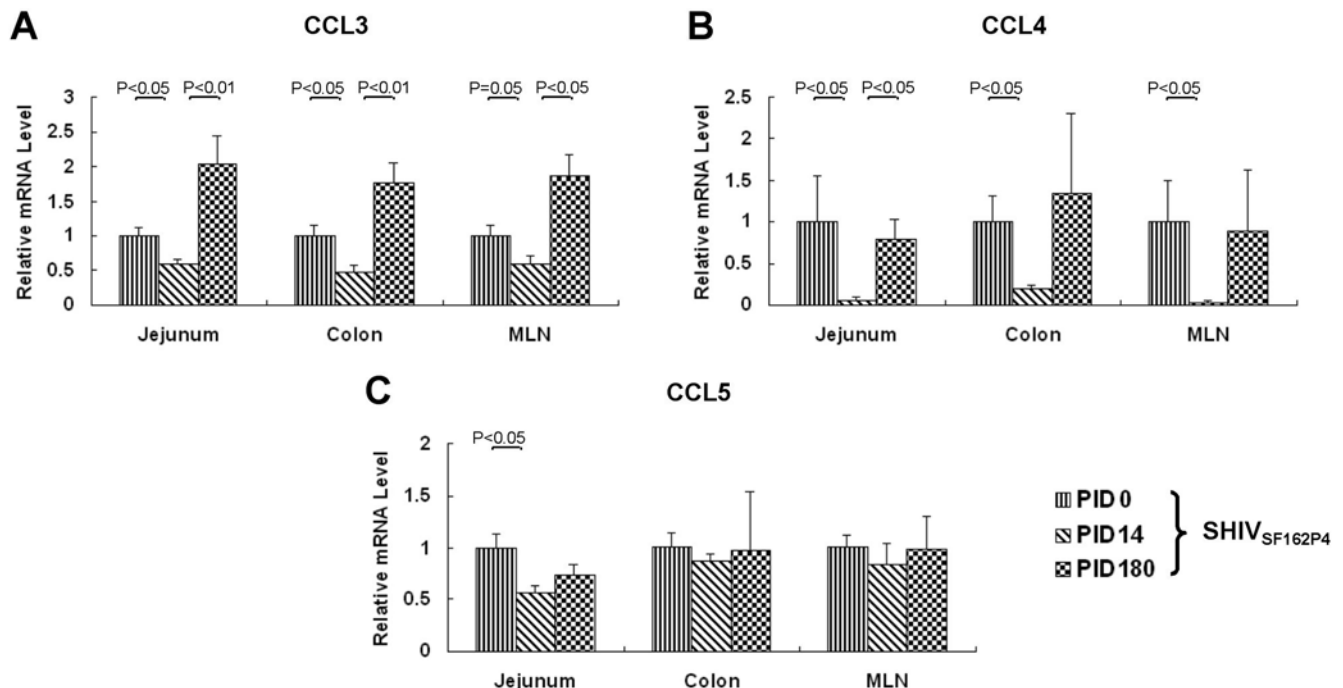 A
CCL3
P<0.05 P<0.01 P<0.05 P<0.01 P=0.05 P<0.05
Relative mRNA Level
3
2.5
2
1.5
1
0.5
0
Jejunum Colon MLN
B
CCL4
P<0.05 P<0.05 P<0.05 P<0.05
Relative mRNA Level
2.5
2
1.5
1
0.5
0
Jejunum Colon MLN
C
CCL5
P<0.05
Relative mRNA Level
2
1.5
1
0.5
0
Jejunum Colon MLN
PID 0
PID 14
PID 180
SHIVSF162P4